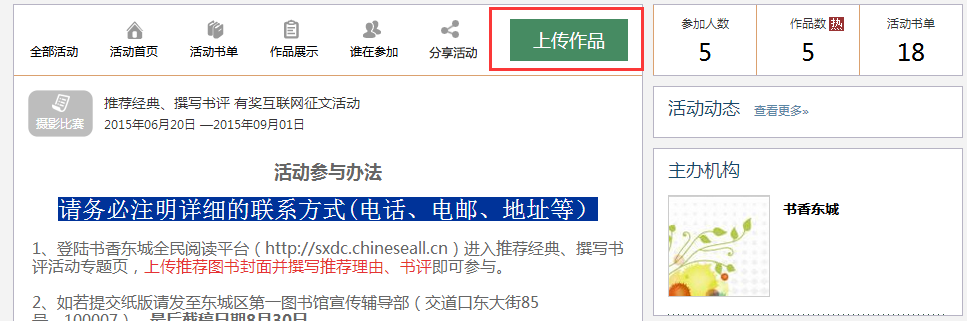 全部活动
活动首页
活动书单
作品展示
谁在参加
分享活动
上传作品
参加人数
5
作品数 热
5
活动书单
18
摄影比赛
推荐经典、撰写书评 有奖互联网征文活动
2015年06月20日 —2015年09月01日
活动参与办法
请务必注明详细的联系方式(电话、电邮、地址等）
1、登陆书香东城全民阅读平台（http://sxdc.chineseall.cn）进入推荐经典、撰写书
评活动专题页，上传推荐图书封面并撰写推荐理由、书评即可参与。
2、如若提交纸版请发至东城区第一图书馆宣传辅导部（交道口东大街85
号，100007），最后截稿日期8月30日
活动动态 查看更多»
主办机构
书香东城